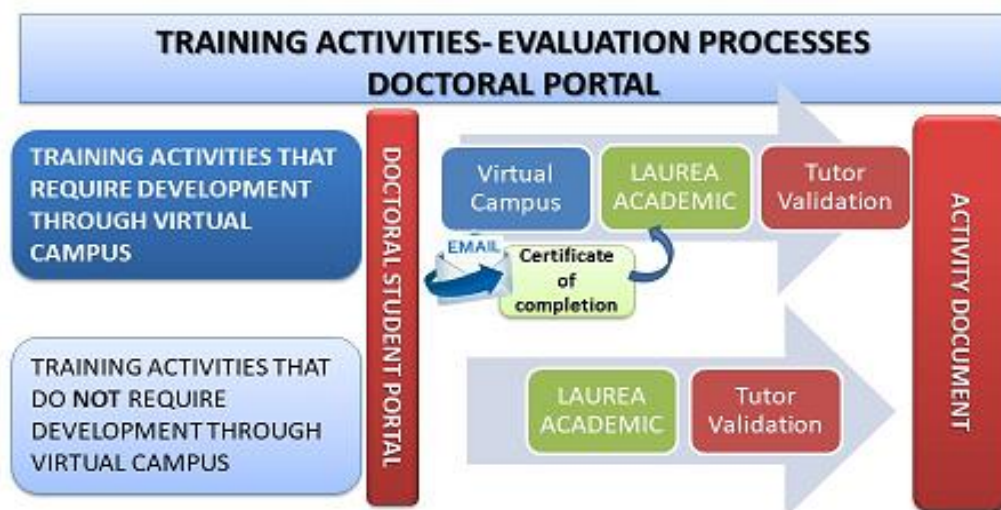 TRAINING ACTIVITIES- EVALUATION PROCESSES
DOCTORAL PORTAL
TRAINING ACTIVITIES THAT
REQUIRE DEVELOPMENT
THROUGH VIRTUAL
CAMPUS
DOCTORAL STUDENT PORTAL
Virtual
Campus
LAUREA
ACADEMIC
Tutor
Validation
EMAIL
Certificate
of
completion
ACTIVITY DOCUMENT
TRAINING ACTIVITIES THAT
DO NOT REQUIRE
DEVELOPMENT THROUGH
VIRTUAL CAMPUS
LAUREA
ACADEMIC
Tutor
Validation